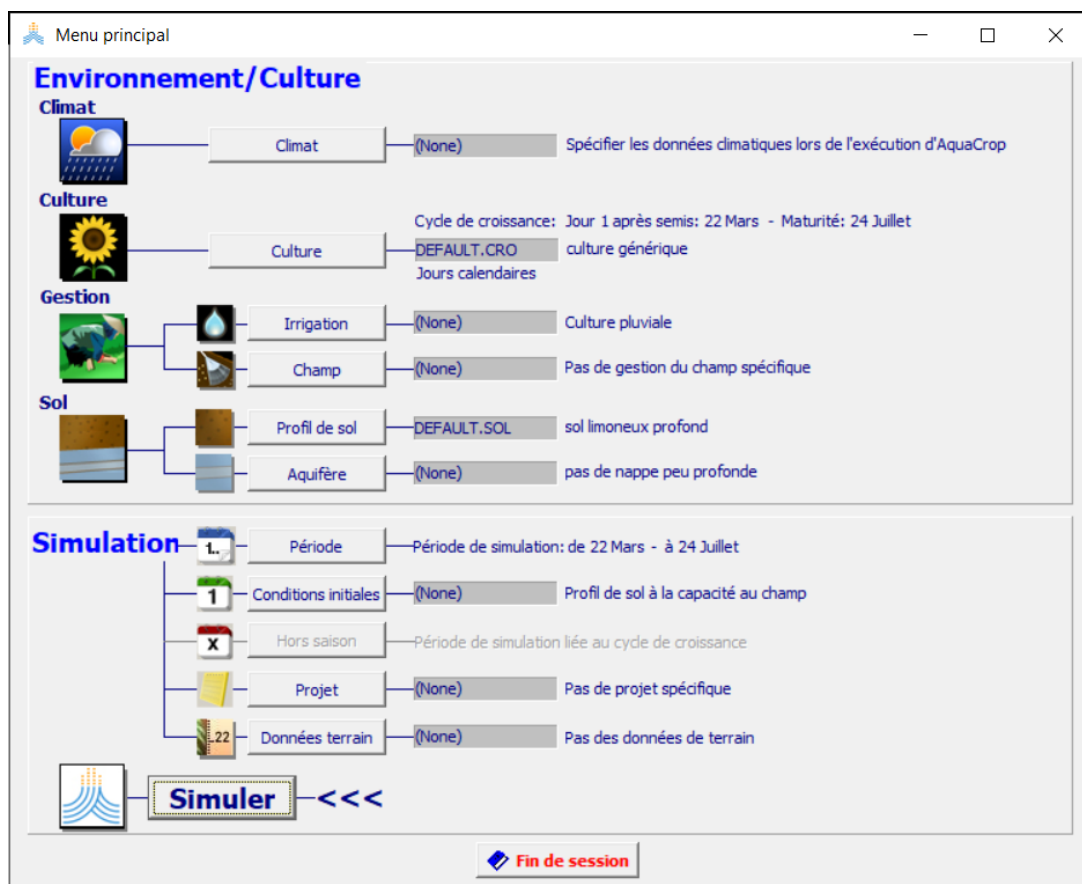 Menu principal
Environnement/Culture
Climat
Climat (None) Spécifier les données climatiques lors de l'exécution d'AquaCrop
Culture
Cycle de croissance: Jour 1 après semis: 22 Mars - Maturité: 24 Juillet
Culture DEFAULT.CRO culture générique
Jours calendaires
Gestion
Irrigation (None) Culture pluviale
Champ (None) Pas de gestion du champ spécifique
Sol
Profil de sol DEFAULT.SOL sol limoneux profond
Aquifère (None) pas de nappe peu profonde
Simulation 1.. Période Période de simulation: de 22 Mars - à 24 Juillet
1 Conditions initiales (None) Profil de sol à la capacité au champ
x Hors saison Période de simulation liée au cycle de croissance
Projet (None) Pas de projet spécifique
..22 Données terrain (None) Pas des données de terrain
Simuler <<<
Fin de session